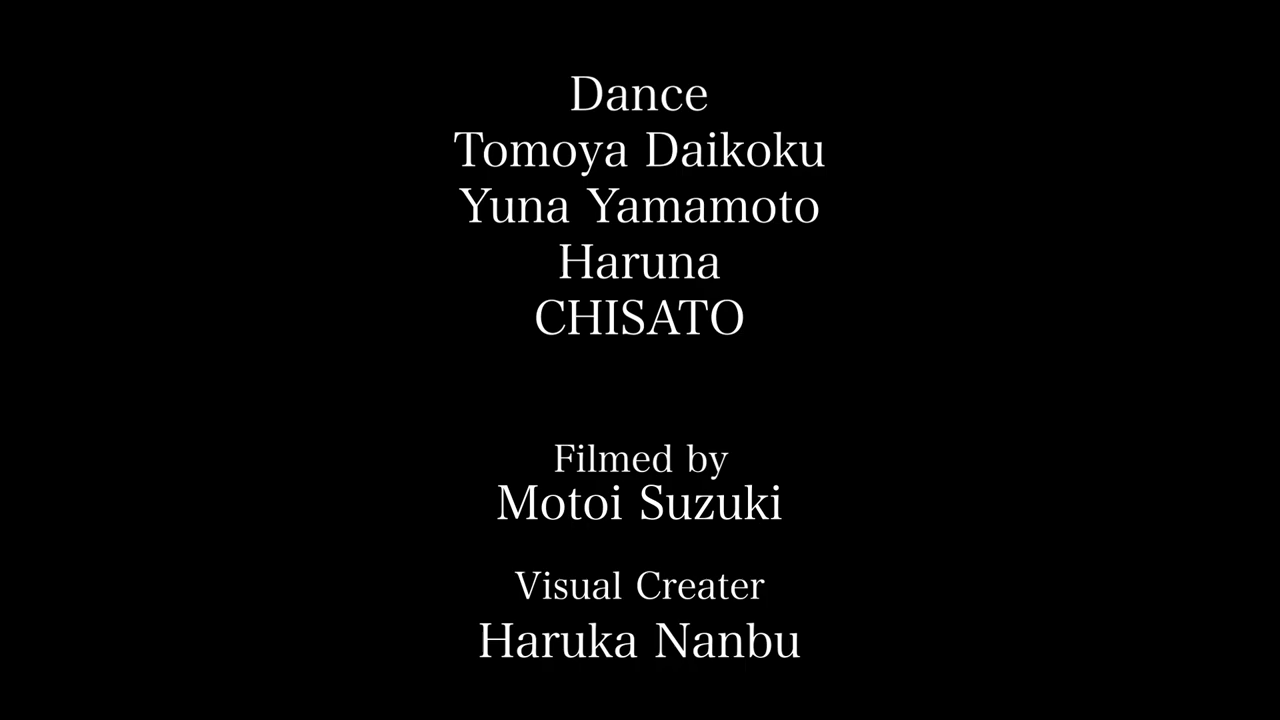 Dance
Tomoya Daikoku
Yuna Yamamoto
Haruna
CHISATO
Filmed by
Motoi Suzuki
Visual Creater
Haruka Nanbu